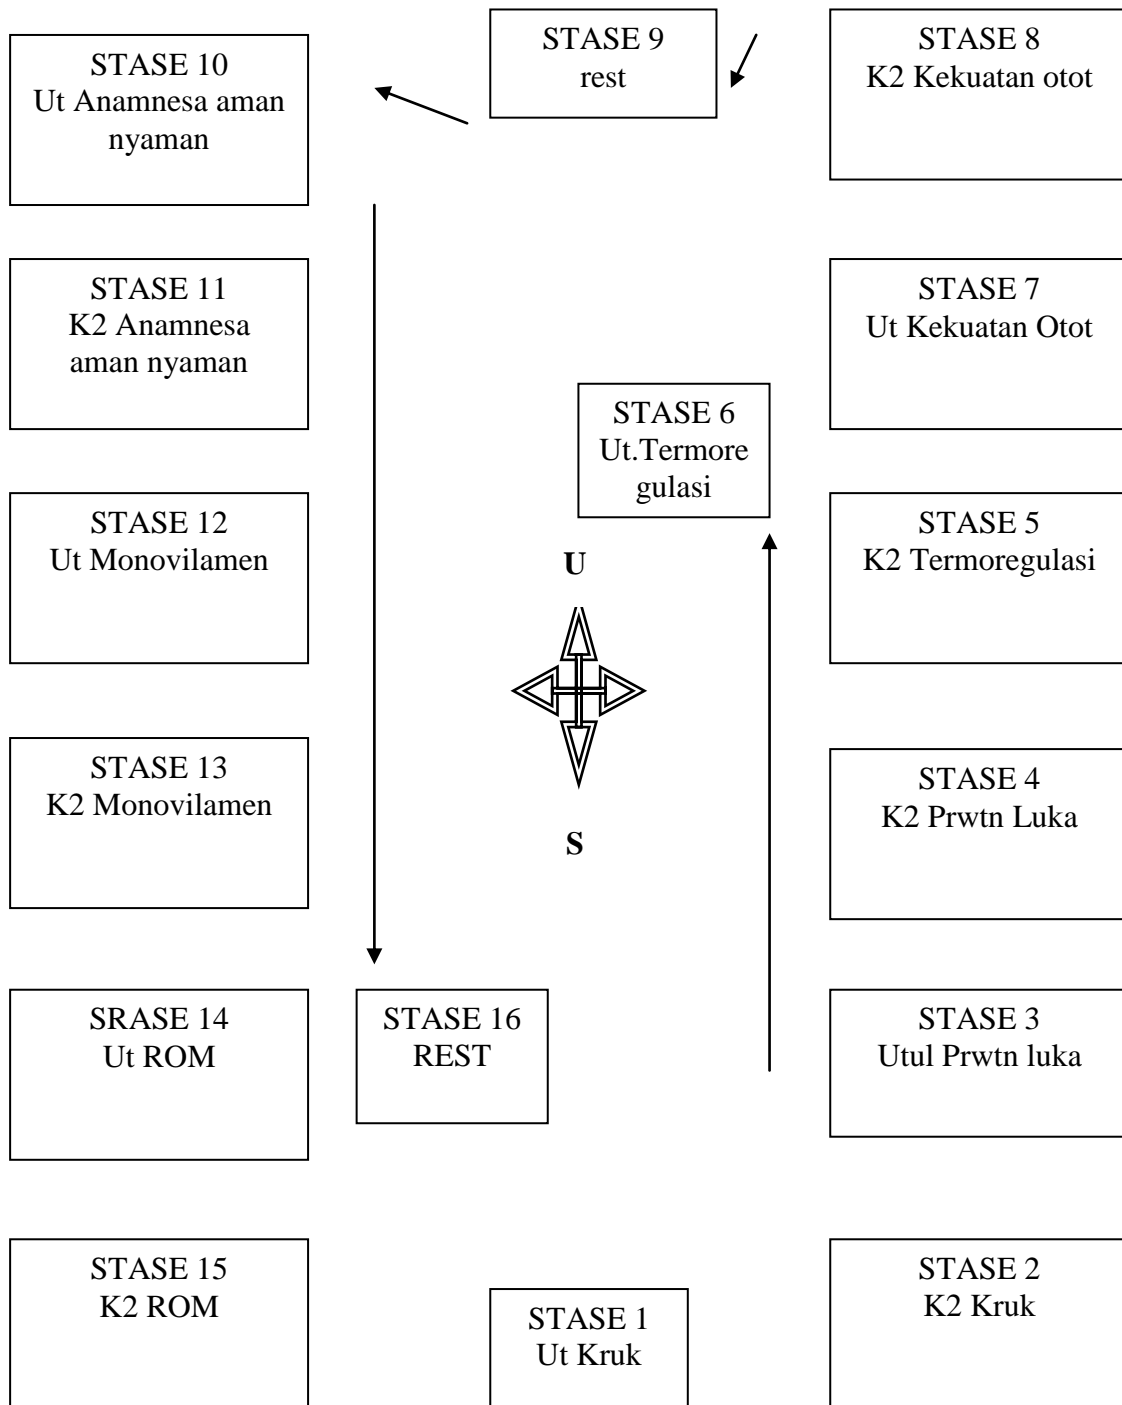 STASE 9
rest
STASE 8
K2 Kekuatan otot
STASE 10
Ut Anamnesa aman
nyaman
STASE 11
K2 Anamnesa
aman nyaman
STASE 7
Ut Kekuatan Otot
STASE 6
Ut.Termore
gulasi
STASE 12
Ut Monovilamen
STASE 5
K2 Termoregulasi
U
STASE 13
K2 Monovilamen
STASE 4
K2 Prwtn Luka
S
SRASE 14
Ut ROM
STASE 16
REST
STASE 3
Utul Prwtn luka
STASE 15
K2 ROM
STASE 1
Ut Kruk
STASE 2
K2 Kruk